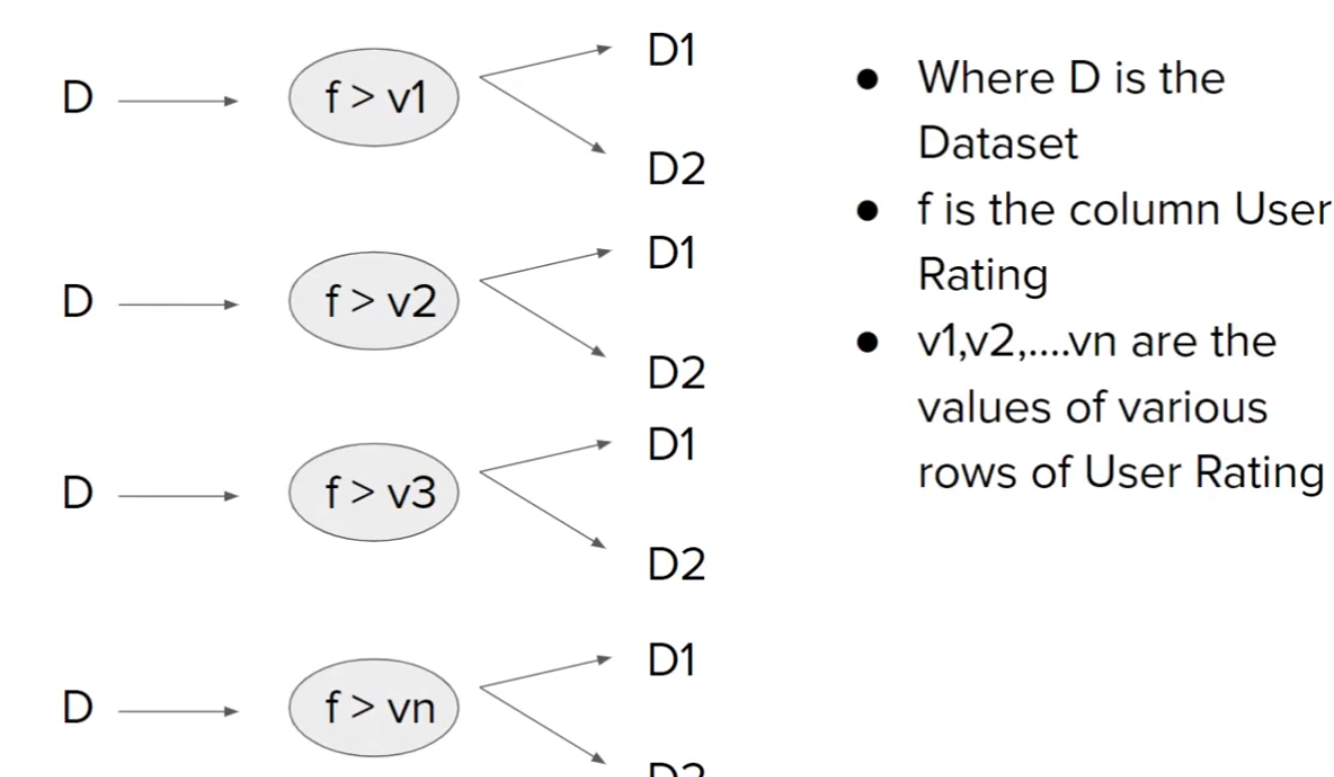 D
f > v1
D1
D2
D
f > v2
D1
D2
D
f > v3
D1
D2
D
f > vn
D1
D2
● Where D is the
Dataset
● f is the column User
Rating
● v1,v2,....vn are the
values of various
rows of User Rating